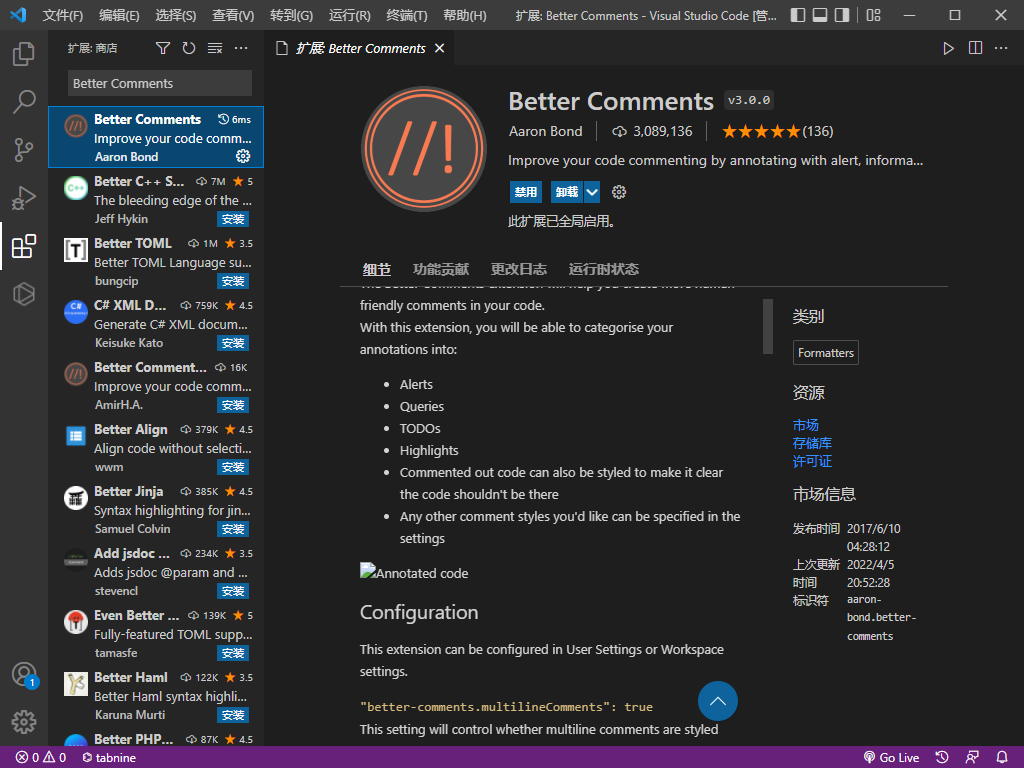 文件(F) 编辑(E) 选择(S) 查看(V) 转到(G) 运行(R) 终端(T) 帮助(H) 扩展: Better Comments - Visual Studio Code [管...
扩展: 商店
Better Comments
Better Comments 6ms
Improve your code comm...
Aaron Bond
Better C++ S... 7M 5
The bleeding edge of the ...
Jeff Hykin 安装
Better TOML 1M 3.5
Better TOML Language su...
bungcip 安装
C# XML D... 759K 4.5
Generate C# XML docum...
Keisuke Kato 安装
Better Comment... 16K
Improve your code comm...
AmirH.A. 安装
Better Align 379K 4.5
Align code without selecti...
wwm 安装
Better Jinja 385K 4.5
Syntax highlighting for jin...
Samuel Colvin 安装
Add jsdoc ... 234K 3.5
Adds jsdoc @param and ...
stevencl 安装
Even Better ... 139K 5
Fully-featured TOML supp...
tamasfe 安装
Better Haml 122K 3.5
Better Haml syntax highli...
Karuna Murti 安装
Better PHP... 87K 4.5
扩展: Better Comments
//!
Better Comments v3.0.0
Aaron Bond 3,089,136 (136)
Improve your code commenting by annotating with alert, informa...
禁用 卸载
此扩展已全局启用。
细节 功能贡献 更改日志 运行时状态
The Better Comments extension will help you create more human-
friendly comments in your code.
With this extension, you will be able to categorise your
annotations into:
• Alerts
• Queries
• TODOs
• Highlights
• Commented out code can also be styled to make it clear
the code shouldn't be there
• Any other comment styles you'd like can be specified in the
settings
Annotated code
Configuration
This extension can be configured in User Settings or Workspace
settings.
"better-comments.multilineComments": true
This setting will control whether multiline comments are styled
类别
Formatters
资源
市场
存储库
许可证
市场信息
发布时间 2017/6/10
04:28:12
上次更新 2022/4/5
时间 20:52:28
标识符 aaron-
bond.better-
comments
1
0 0 tabnine Go Live